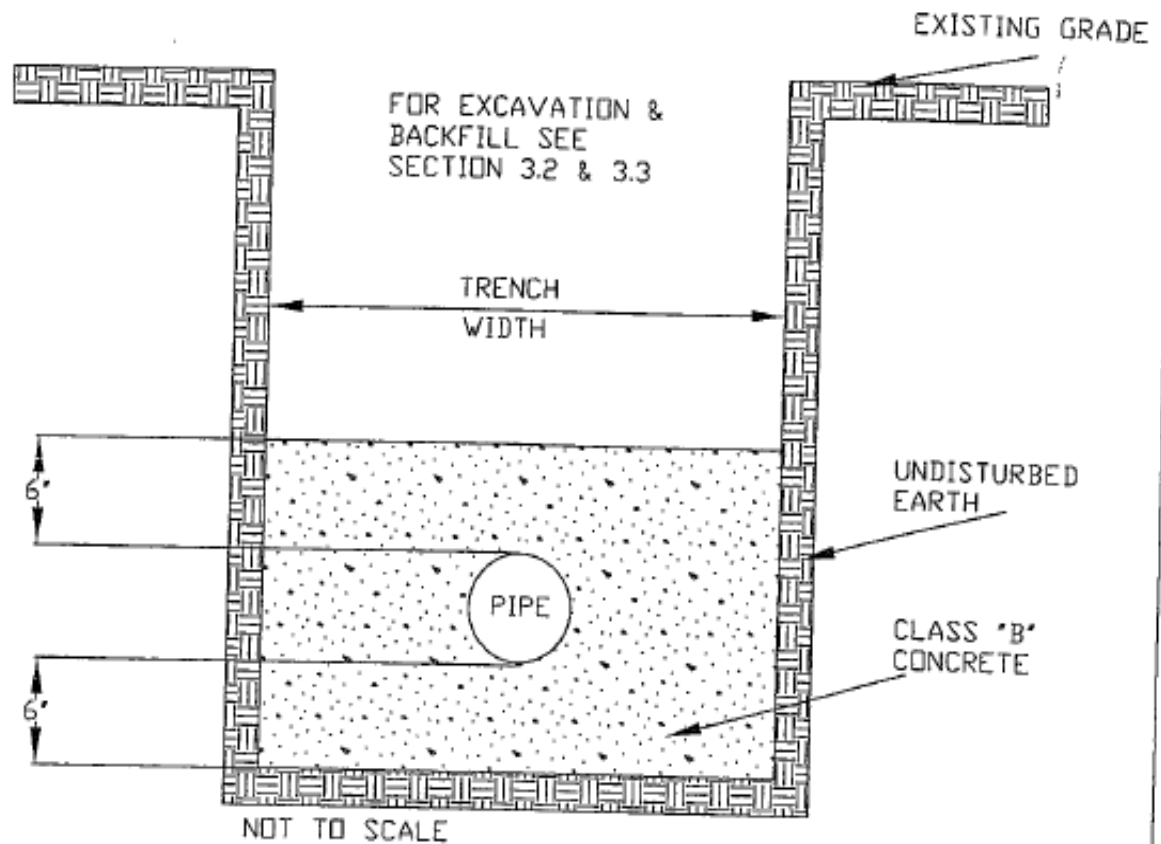 EXISTING GRADE
FOR EXCAVATION &
BACKFILL SEE
SECTION 3.2 & 3.3
TRENCH
WIDTH
6"
UNDISTURBED
EARTH
PIPE
CLASS "B"
CONCRETE
6"
NOT TO SCALE